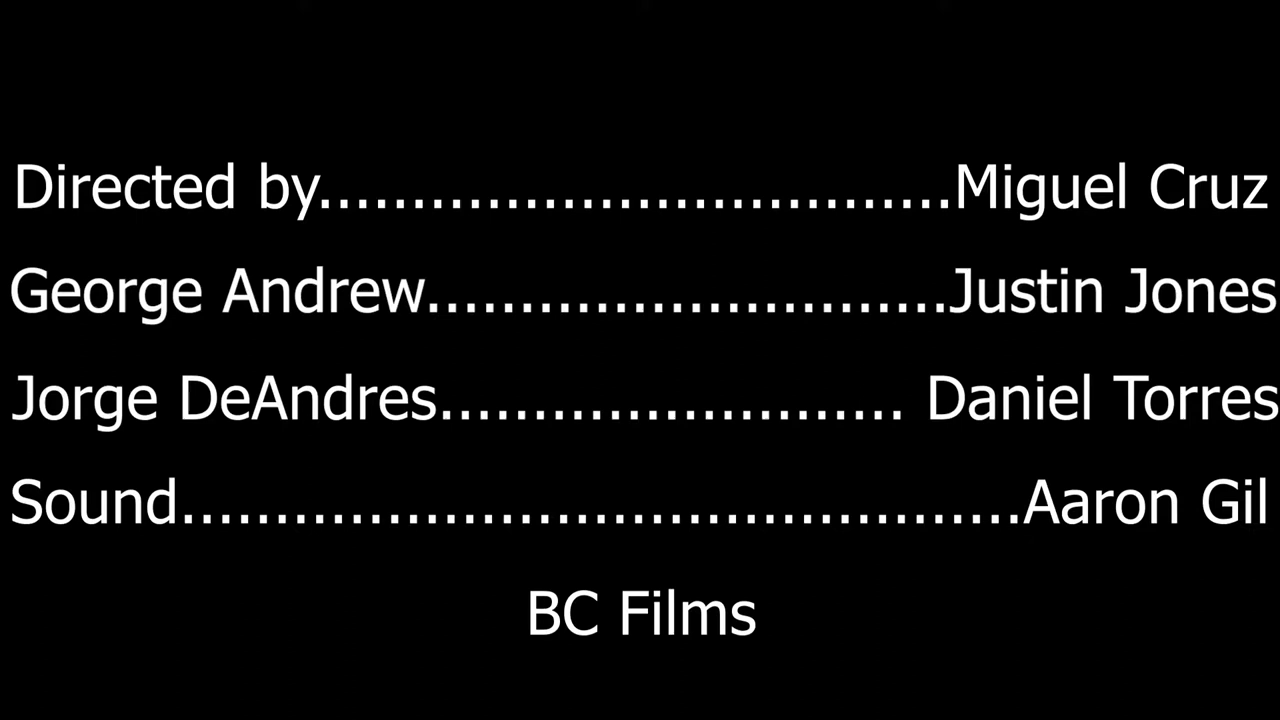 Directed by..................................Miguel Cruz
George Andrew............................Justin Jones
Jorge DeAndres......................... Daniel Torres
Sound.............................................Aaron Gil
BC Films